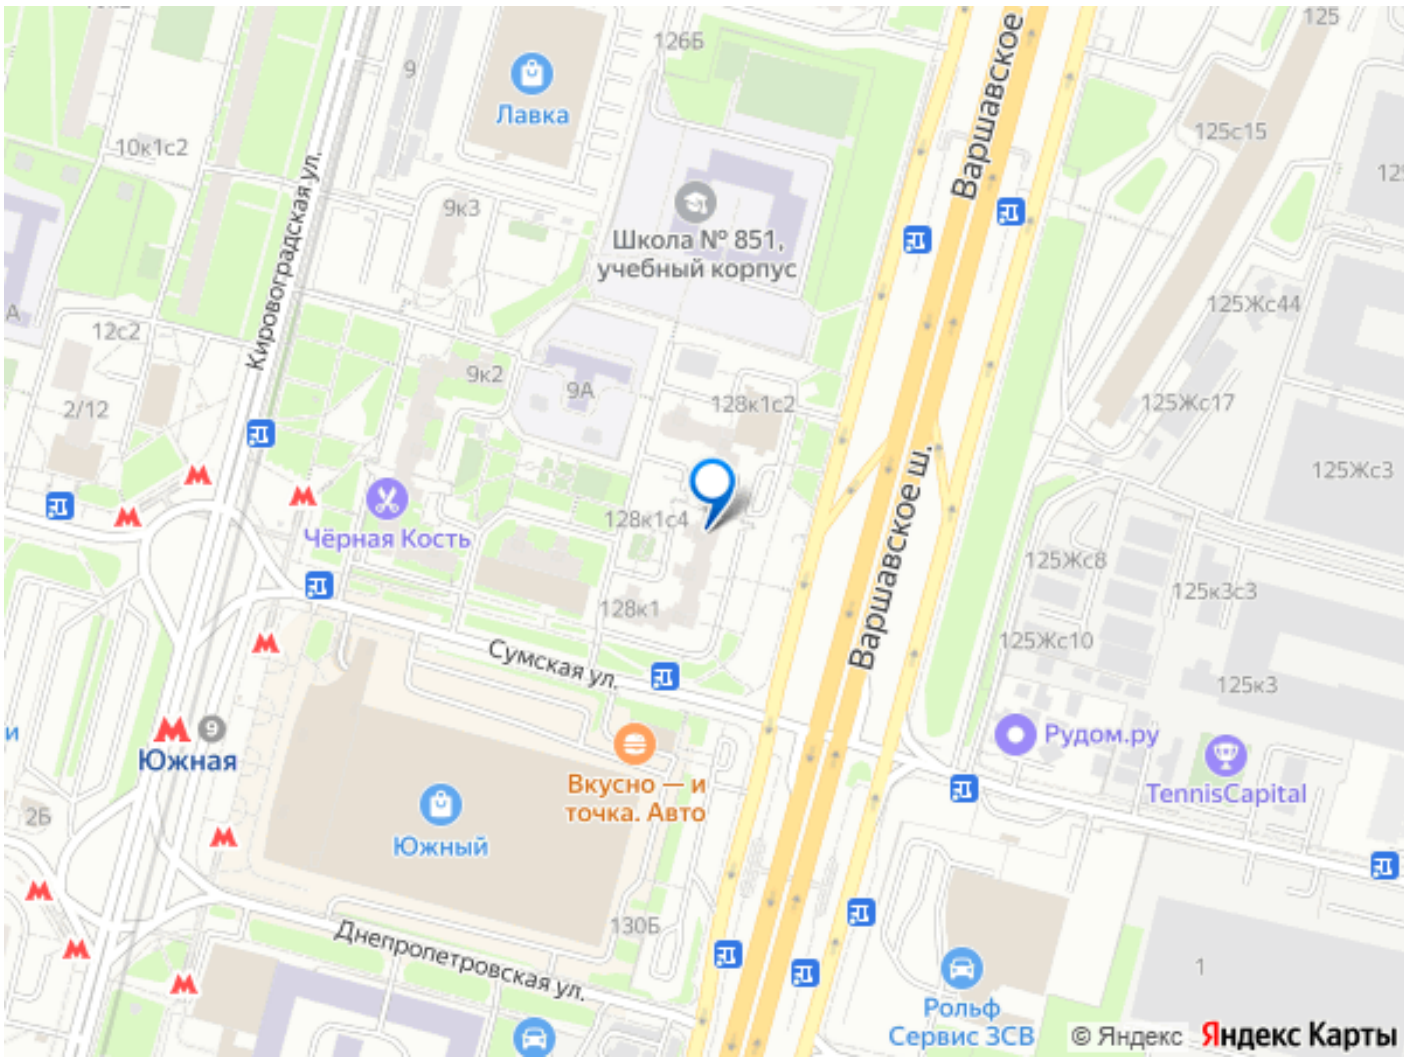 125
126Б
Варшавское
9
Лавка
10к1с2
125с15
129
9к3
Школа № 851,
учебный корпус
Кировоградская ул.
А
12с2
125Жс44
9к2
9А
2/12
128к1с2
125Жс17
125Жс3
128к1с4
Чёрная Кость
Варшавское ш.
125Жс8
125к3с3
128к1
125Жс10
Сумская ул.
125к3
и
9
Южная
Рудом.ру
Вкусно — и
точка. Авто
TennisCapital
2Б
Южный
130Б
Днепропетровская ул.
1
Рольф
Сервис ЗСВ
© Яндекс Яндекс Карты